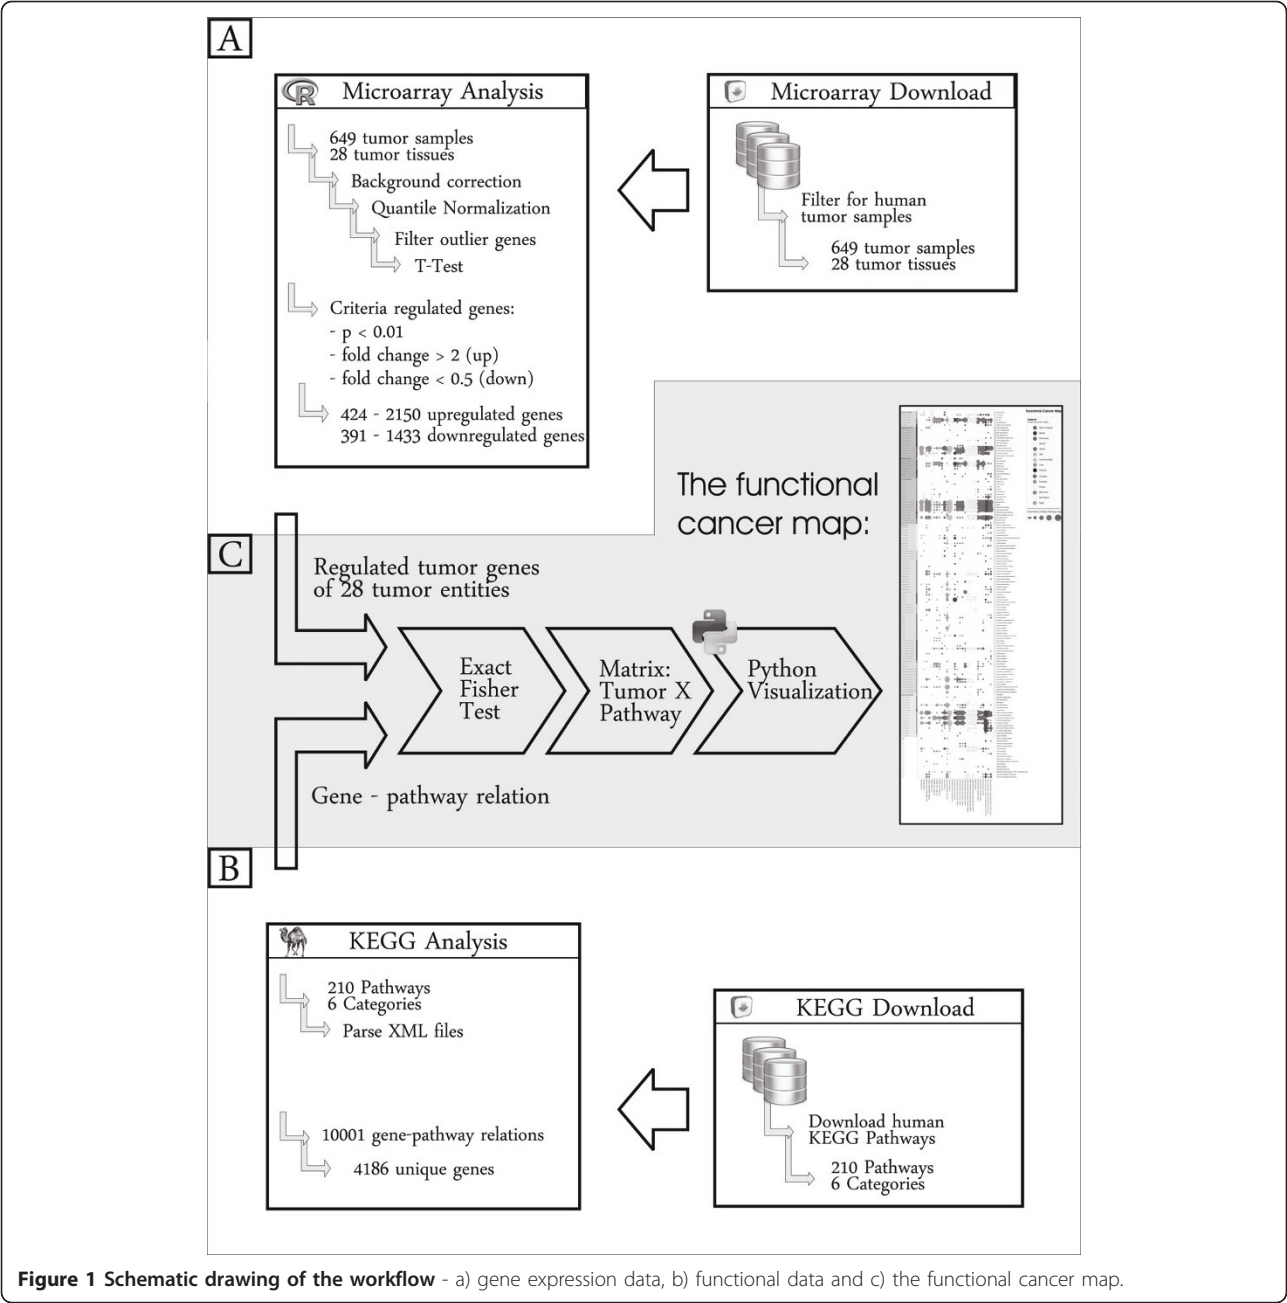 A
Microarray Analysis
649 tumor samples
28 tumor tissues
Background correction
Quantile Normalization
Filter outlier genes
T-Test
Criteria regulated genes:
- p < 0.01
- fold change > 2 (up)
- fold change < 0.5 (down)
424 - 2150 upregulated genes
391 - 1433 downregulated genes
Microarray Download
Filter for human
tumor samples
649 tumor samples
28 tumor tissues
The functional
cancer map:
Functional Cancer Map
C
Regulated tumor genes
of 28 tumor entities
Exact
Fisher
Test
Matrix:
Tumor X
Pathway
Python
Visualization
Gene - pathway relation
B
KEGG Analysis
210 Pathways
6 Categories
Parse XML files
10001 gene-pathway relations
4186 unique genes
KEGG Download
Download human
KEGG Pathways
210 Pathways
6 Categories
Figure 1 Schematic drawing of the workflow - a) gene expression data, b) functional data and c) the functional cancer map.